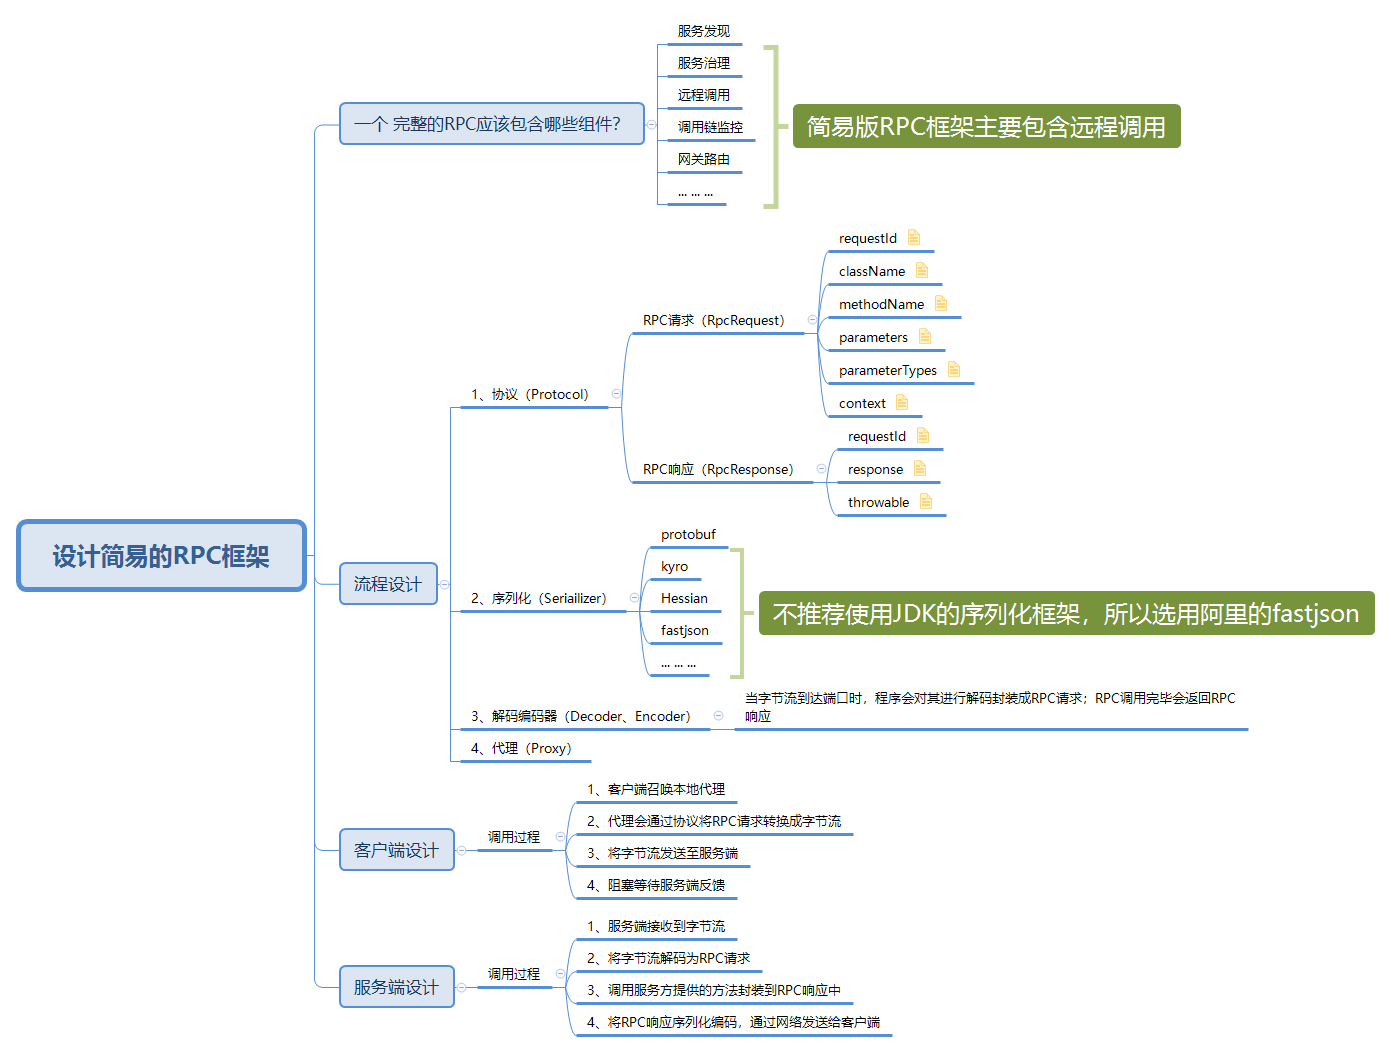 设计简易的RPC框架
一个 完整的RPC应该包含哪些组件?
服务发现
服务治理
远程调用
调用链监控
网关路由
... ... ...
简易版RPC框架主要包含远程调用
流程设计
1、协议（Protocol）
RPC请求（RpcRequest）
requestId
className
methodName
parameters
parameterTypes
context
RPC响应（RpcResponse）
requestId
response
throwable
2、序列化（Seriailizer）
protobuf
kyro
Hessian
fastjson
... ... ...
不推荐使用JDK的序列化框架，所以选用阿里的fastjson
3、解码编码器（Decoder、Encoder）
当字节流到达端口时，程序会对其进行解码封装成RPC请求；RPC调用完毕会返回RPC
响应
4、代理（Proxy）
客户端设计
调用过程
1、客户端召唤本地代理
2、代理会通过协议将RPC请求转换成字节流
3、将字节流发送至服务端
4、阻塞等待服务端反馈
服务端设计
调用过程
1、服务端接收到字节流
2、将字节流解码为RPC请求
3、调用服务方提供的方法封装到RPC响应中
4、将RPC响应序列化编码，通过网络发送给客户端